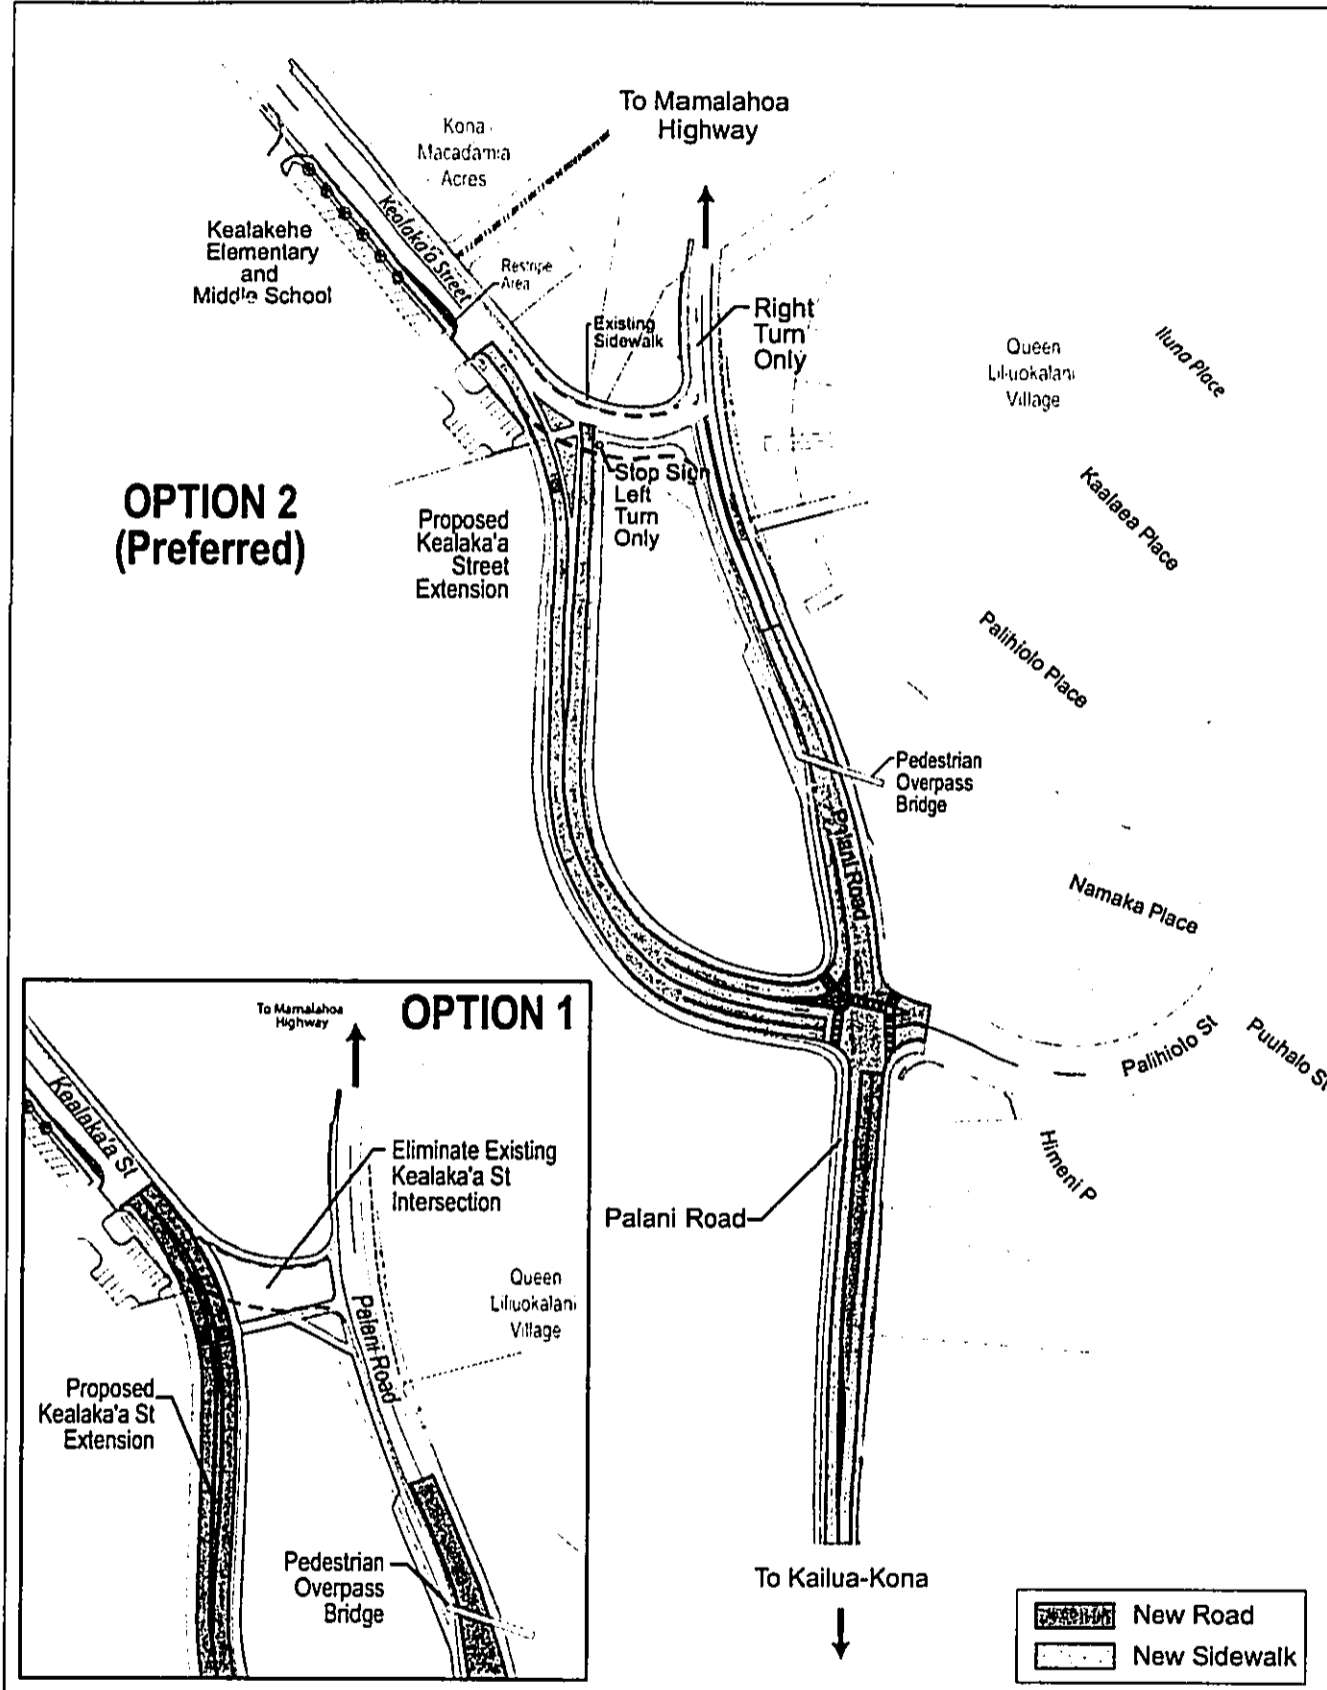 To Mamalahoa
Highway
Kona
Macadamia
Acres
Kealaka'a Street
Kealakehe
Elementary
and
Middle School
Restripe
Area
Existing
Sidewalk
Right
Turn
Only
Queen
Liliuokalani
Village
Iluna Place
Kaalaea Place
Palihiolo Place
Namaka Place
Palihiolo St
Puuhalo St
Himeni P
OPTION 2
(Preferred)
Proposed
Kealaka'a
Street
Extension
Stop Sign
Left
Turn
Only
Pedestrian
Overpass
Bridge
Palani Road
Palani Road
To Kailua-Kona
OPTION 1
To Mamalahoa
Highway
Kealaka'a St
Eliminate Existing
Kealaka'a St
Intersection
Palani Road
Queen
Liliuokalani
Village
Proposed
Kealaka'a St
Extension
Pedestrian
Overpass
Bridge
New Road
New Sidewalk